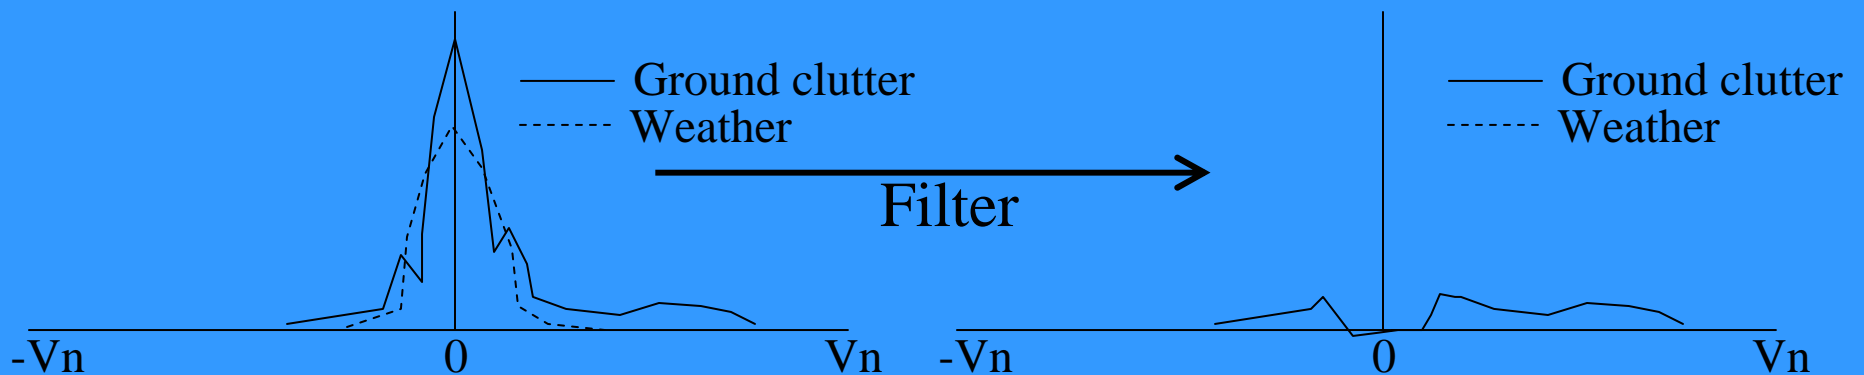 Ground clutter
Weather
Filter
-Vn 0 Vn
Ground clutter
Weather
-Vn 0 Vn